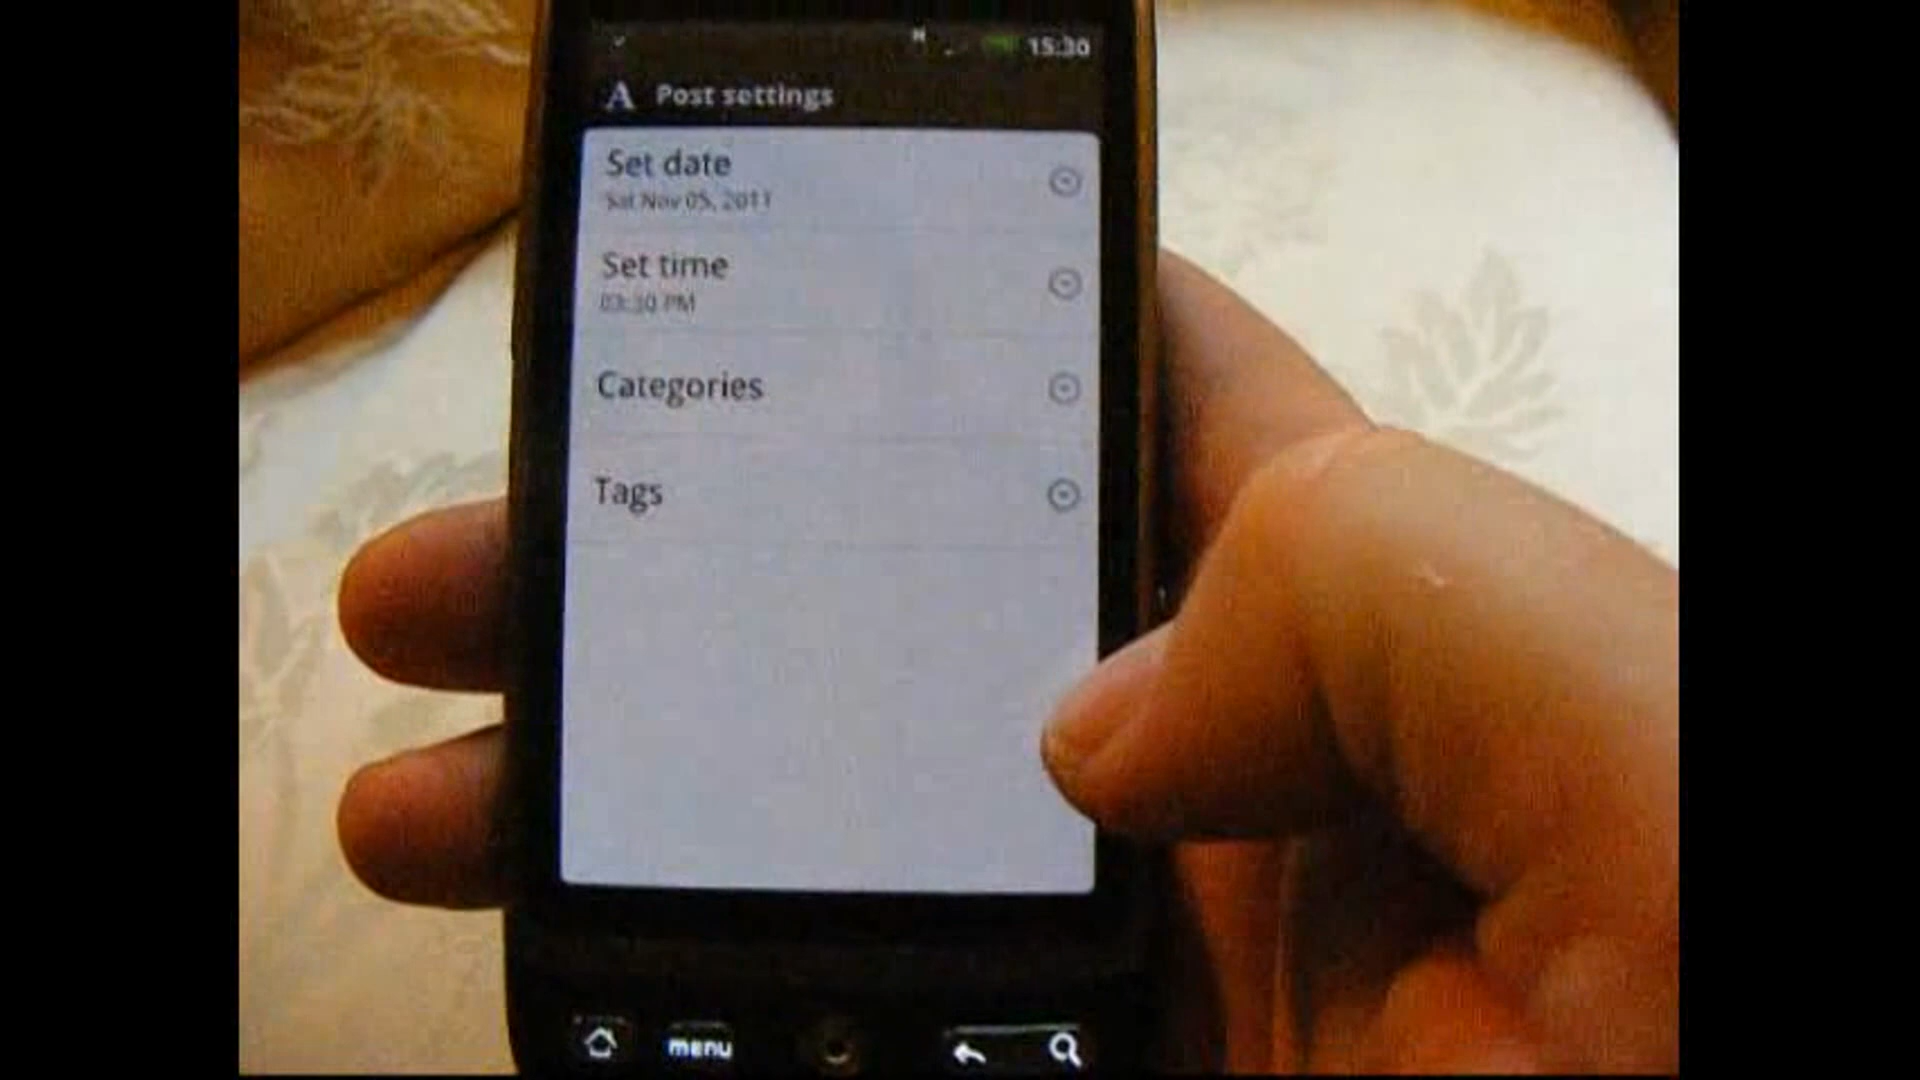 15:30
A Post settings
Set date
Sat Nov 05, 2011
Set time
03:30 PM
Categories
Tags
menu